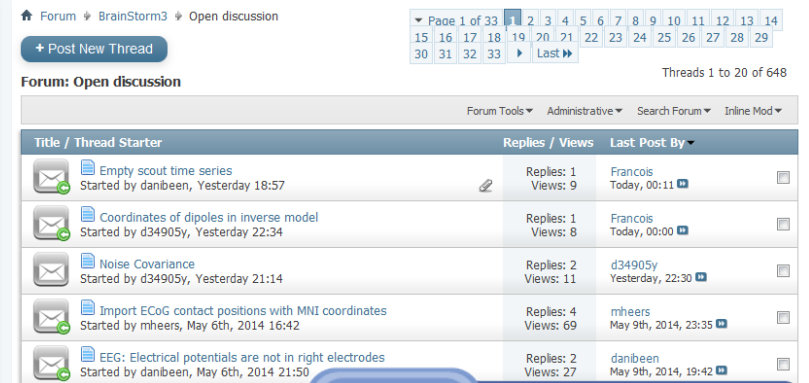 Forum BrainStorm3 Open discussion
+ Post New Thread
Page 1 of 33 1 2 3 4 5 6 7 8 9 10 11 12 13 14
15 16 17 18 19 20 21 22 23 24 25 26 27 28 29
30 31 32 33 Last
Threads 1 to 20 of 648
Forum: Open discussion
Forum Tools Administrative Search Forum Inline Mod
Title / Thread Starter Replies / Views Last Post By
Empty scout time series Replies: 1 Francois
Started by danibeen, Yesterday 18:57 Views: 9 Today, 00:11
Coordinates of dipoles in inverse model Replies: 1 Francois
Started by d34905y, Yesterday 22:34 Views: 8 Today, 00:00
Noise Covariance Replies: 2 d34905y
Started by d34905y, Yesterday 21:14 Views: 11 Yesterday, 22:30
Import ECoG contact positions with MNI coordinates Replies: 4 mheers
Started by mheers, May 6th, 2014 16:42 Views: 69 May 9th, 2014, 23:35
EEG: Electrical potentials are not in right electrodes Replies: 2 danibeen
Started by danibeen, May 6th, 2014 21:50 Views: 27 May 9th, 2014, 19:42